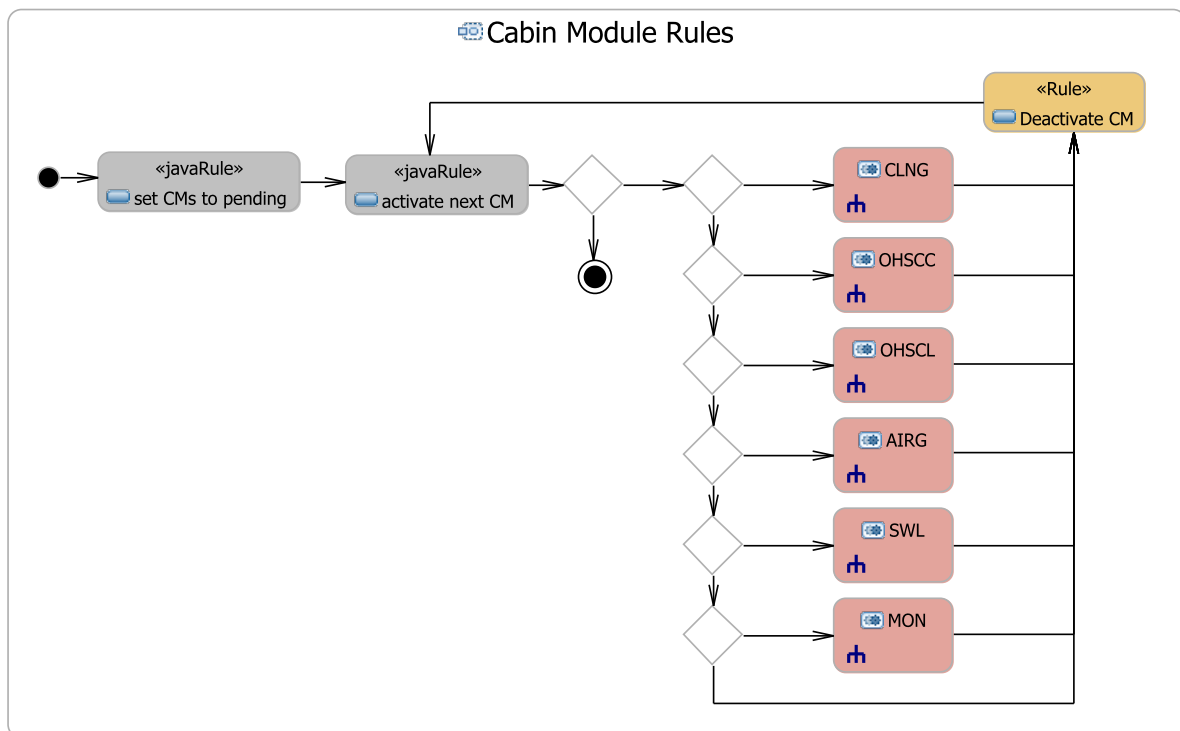 Cabin Module Rules
«Rule»
Deactivate CM
«javaRule»
set CMs to pending
«javaRule»
activate next CM
CLNG
OHSCC
OHSCL
AIRG
SWL
MON